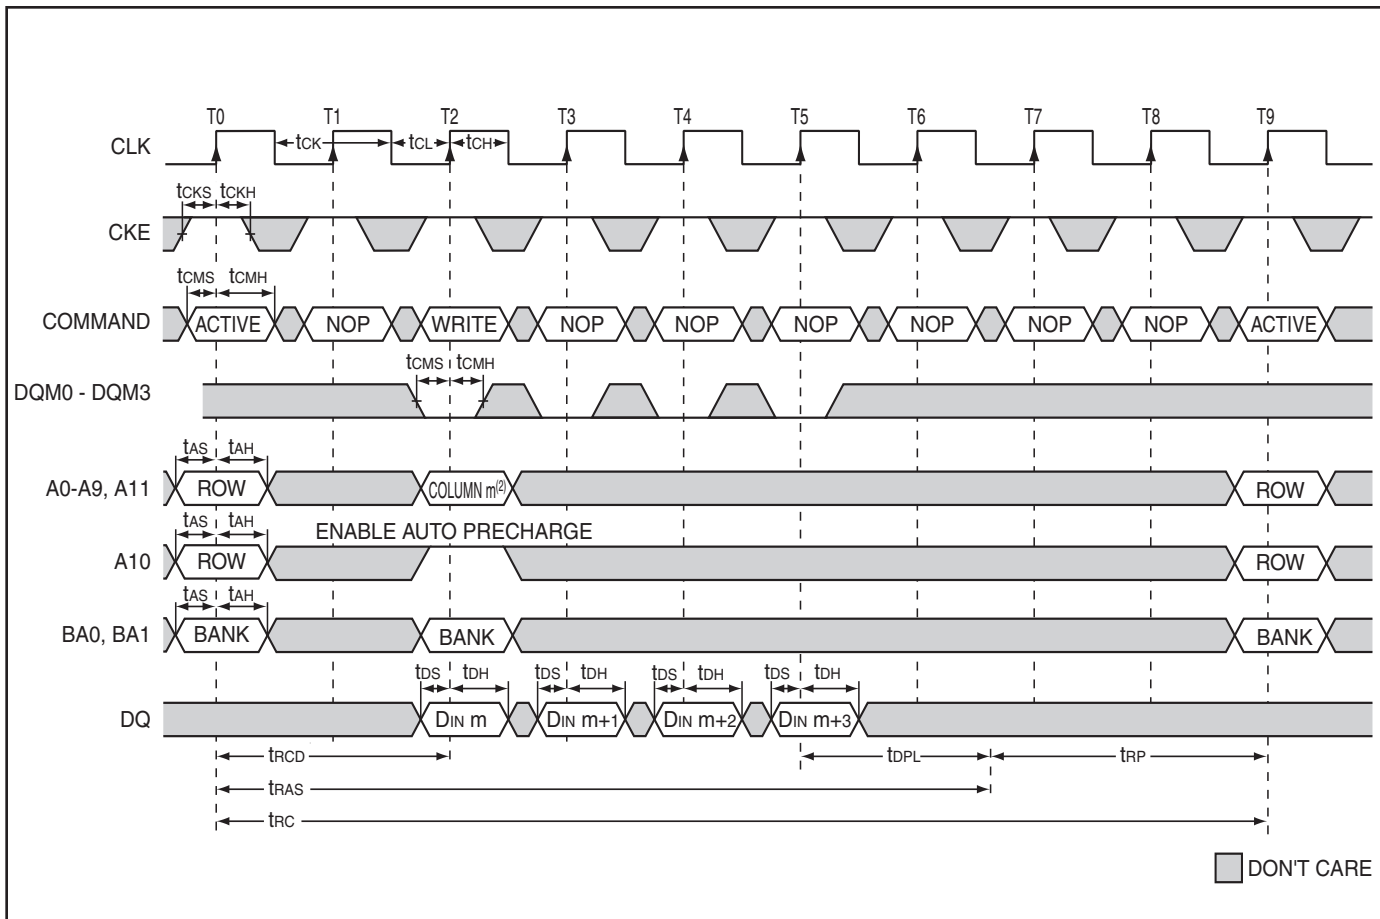 T0 T1 T2 T3 T4 T5 T6 T7 T8 T9
CLK tCK tCL tCH
tCKS tCKH
CKE
tCMS tCMH
COMMAND ACTIVE NOP WRITE NOP NOP NOP NOP NOP NOP ACTIVE
tCMS tCMH
DQM0 - DQM3
tAS tAH
A0-A9, A11 ROW COLUMN m(2) ROW
tAS tAH ENABLE AUTO PRECHARGE
A10 ROW ROW
tAS tAH
BA0, BA1 BANK BANK BANK
tDS tDH tDS tDH tDS tDH tDS tDH
DQ DIN m DIN m+1 DIN m+2 DIN m+3
tRCD tDPL tRP
tRAS
tRC
DON'T CARE